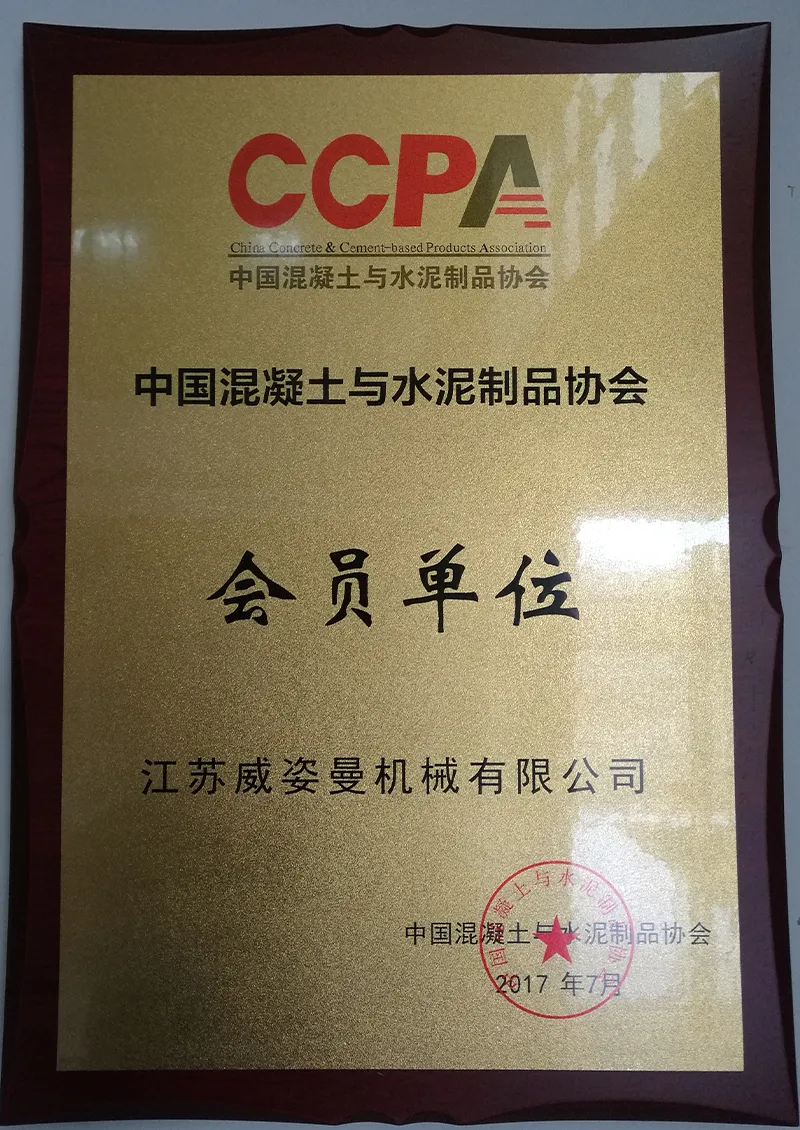 CCPA
China Concrete & Cement-based Products Association
中国混凝土与水泥制品协会
中国混凝土与水泥制品协会
会员单位
江苏威姿曼机械有限公司
中国混凝土与水泥制品协会
2017 年7月